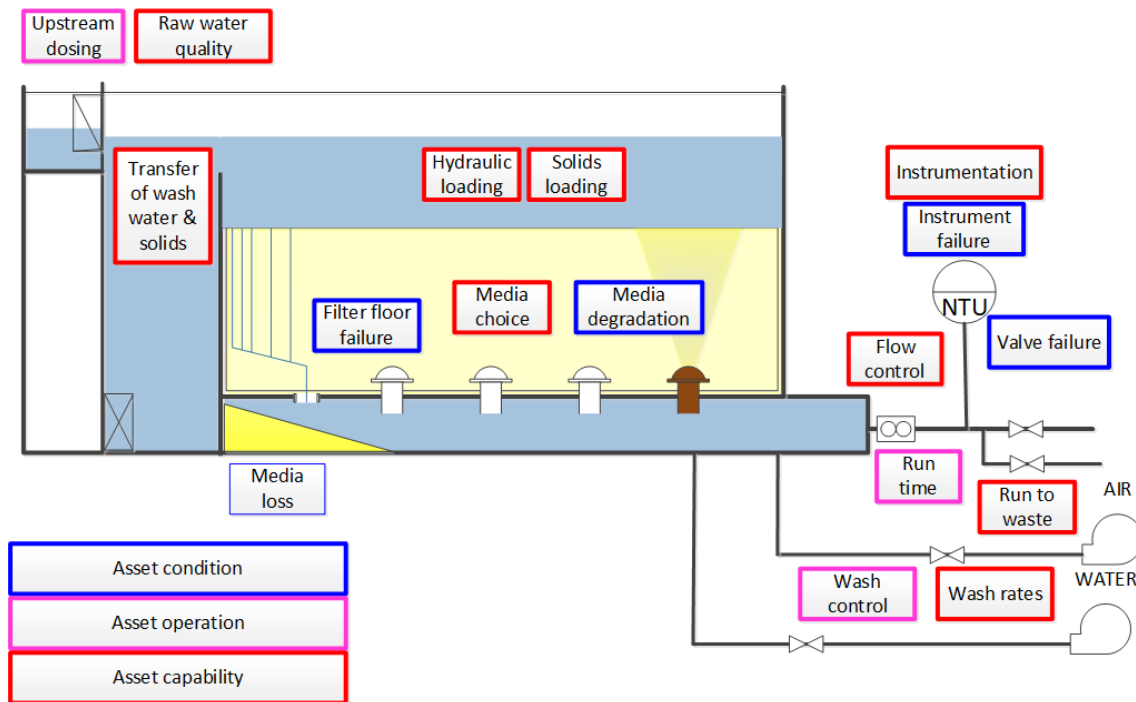 Upstream
dosing
Raw water
quality
Transfer
of wash
water &
solids
Hydraulic
loading
Solids
loading
Instrumentation
Instrument
failure
NTU
Filter floor
failure
Media
choice
Media
degradation
Flow
control
Valve failure
Media
loss
Run
time
Run to
waste
AIR
WATER
Wash
control
Wash rates
Asset condition
Asset operation
Asset capability